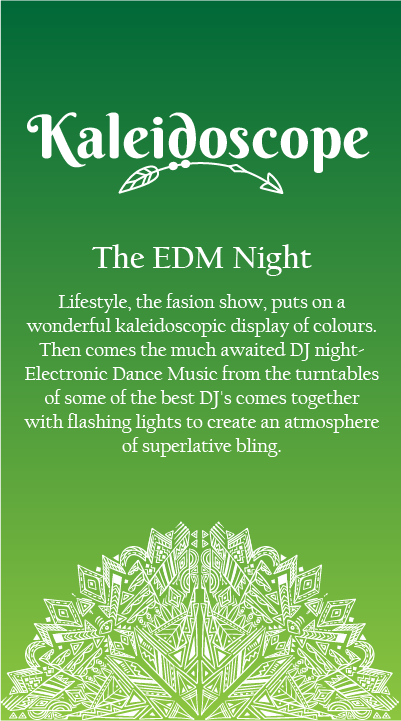 Kaleidoscope
The EDM Night
Lifestyle, the fasion show, puts on a
wonderful kaleidoscopic display of colours.
Then comes the much awaited DJ night-
Electronic Dance Music from the turntables
of some of the best DJ's comes together
with flashing lights to create an atmosphere
of superlative bling.